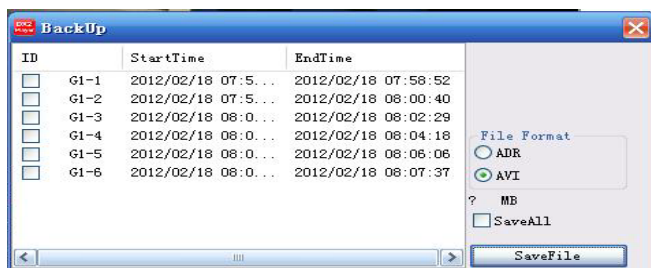 BackUp
ID StartTime EndTime
G1-1 2012/02/18 07:5... 2012/02/18 07:58:52
G1-2 2012/02/18 07:5... 2012/02/18 08:00:40
G1-3 2012/02/18 08:0... 2012/02/18 08:02:29
G1-4 2012/02/18 08:0... 2012/02/18 08:04:18
G1-5 2012/02/18 08:0... 2012/02/18 08:06:06
G1-6 2012/02/18 08:0... 2012/02/18 08:07:37
File Format
ADR
AVI
? MB
SaveAll
SaveFile